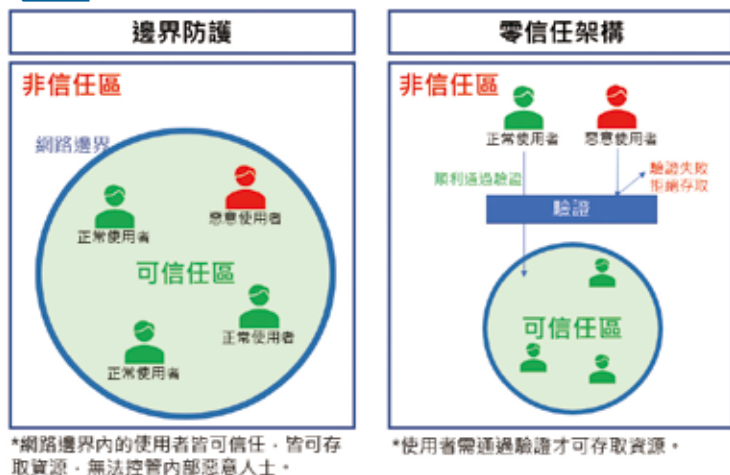 邊界防護
非信任區
網路邊界
惡意使用者
正常使用者
可信任區
正常使用者
正常使用者
*網路邊界內的使用者皆可信任，皆可存
取資源，無法控管內部惡意人士。
零信任架構
非信任區
正常使用者
惡意使用者
順利通過驗證
驗證失敗
拒絕存取
驗證
可信任區
*使用者需通過驗證才可存取資源。